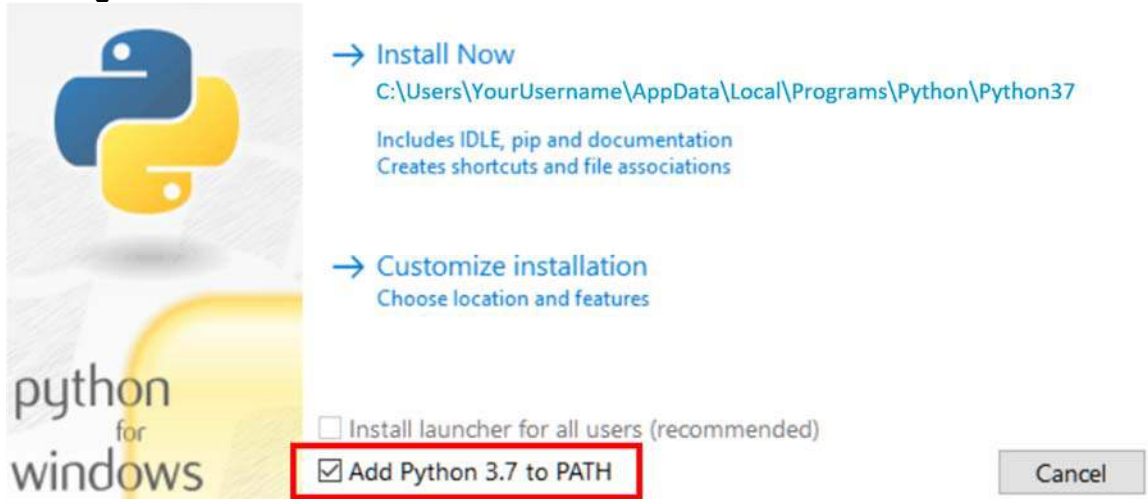 Install Now
C:\Users\YourUsername\AppData\Local\Programs\Python\Python37
Includes IDLE, pip and documentation
Creates shortcuts and file associations
Customize installation
Choose location and features
python
for
windows
Install launcher for all users (recommended)
Add Python 3.7 to PATH
Cancel